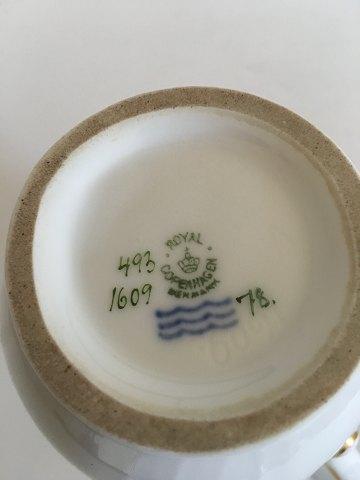 ROYAL
COPENHAGEN
DENMARK
493
1609
78.